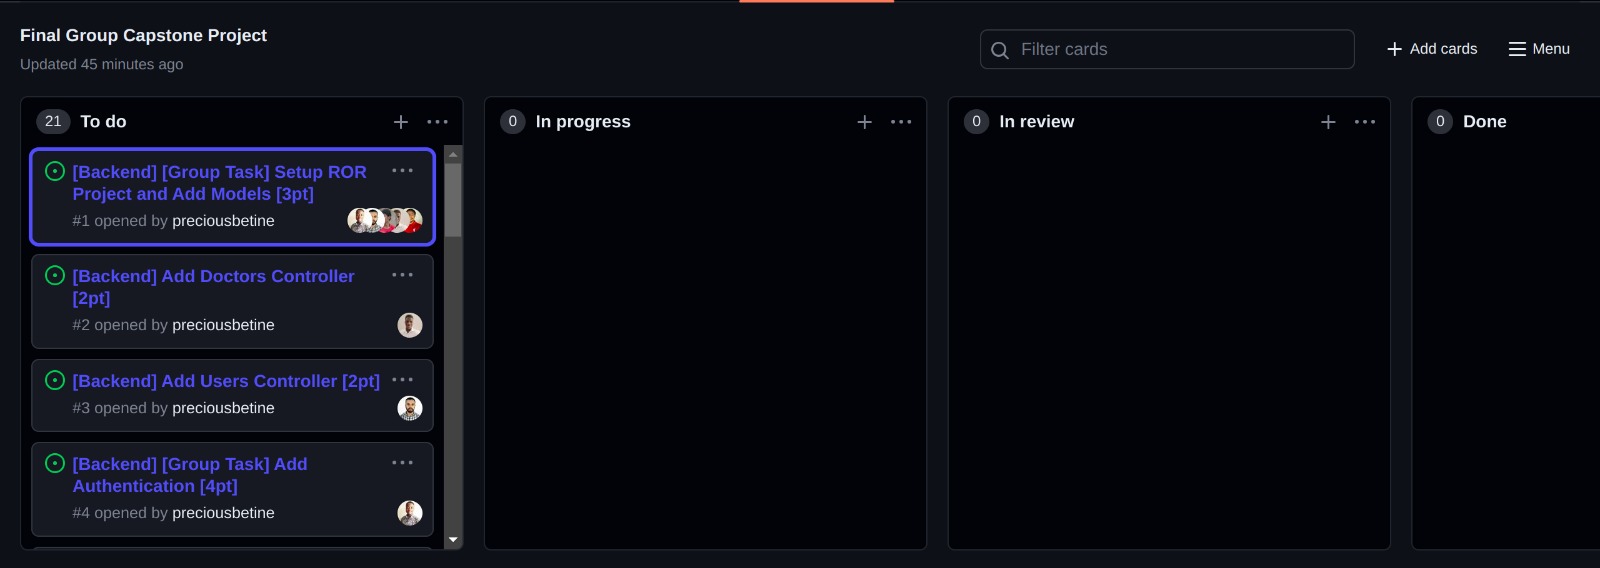 Final Group Capstone Project
Updated 45 minutes ago
Filter cards
Add cards
Menu
21 To do
[Backend] [Group Task] Setup ROR
Project and Add Models [3pt]
#1 opened by preciousbetine
[Backend] Add Doctors Controller
[2pt]
#2 opened by preciousbetine
[Backend] Add Users Controller [2pt]
#3 opened by preciousbetine
[Backend] [Group Task] Add
Authentication [4pt]
#4 opened by preciousbetine
0 In progress
0 In review
0 Done